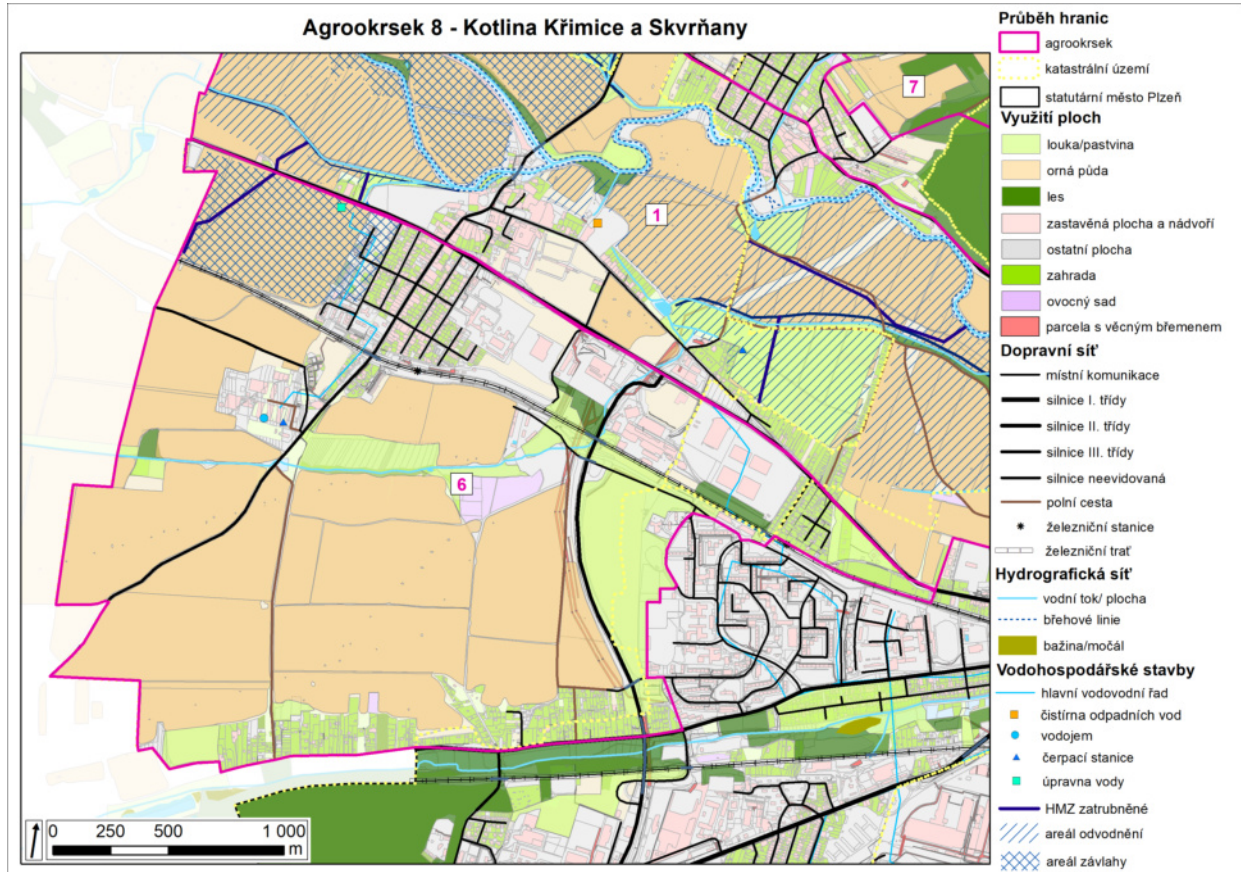 Agrookrsek 8 - Kotlina Křimice a Skvrňany
7
1
6
0 250 500 1 000
m
Průběh hranic
agrookrsek
katastrální území
statutární město Plzeň
Využití ploch
louka/pastvina
orná půda
les
zastavěná plocha a nádvoří
ostatní plocha
zahrada
ovocný sad
parcela s věcným břemenem
Dopravní síť
místní komunikace
silnice I. třídy
silnice II. třídy
silnice III. třídy
silnice neevidovaná
polní cesta
železniční stanice
železniční trať
Hydrografická síť
vodní tok/ plocha
břehové linie
bažina/močál
Vodohospodářské stavby
hlavní vodovodní řad
čistírna odpadních vod
vodojem
čerpací stanice
úpravna vody
HMZ zatrubněné
areál odvodnění
areál závlahy